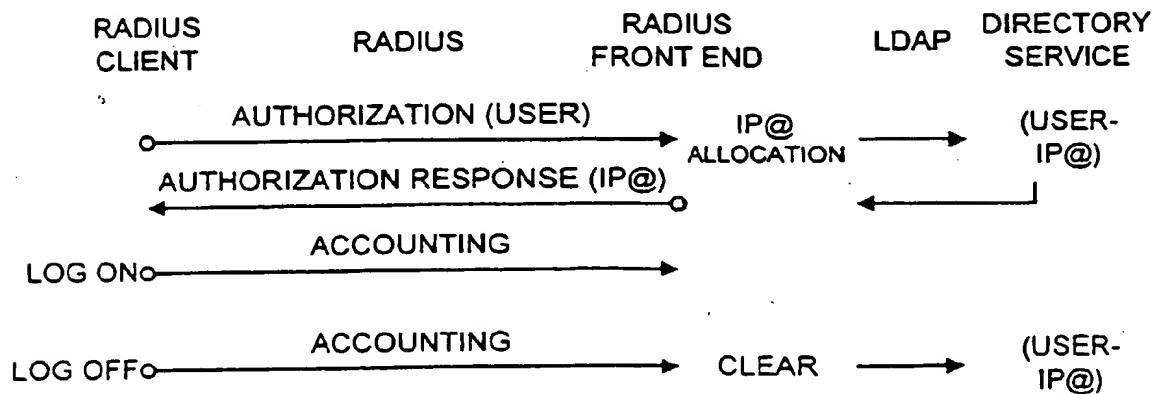 RADIUS CLIENT
RADIUS
RADIUS FRONT END
LDAP
DIRECTORY SERVICE
AUTHORIZATION (USER)
IP@ ALLOCATION
(USER-IP@)
AUTHORIZATION RESPONSE (IP@)
ACCOUNTING
LOG ON
ACCOUNTING
LOG OFF
CLEAR
(USER-IP@)